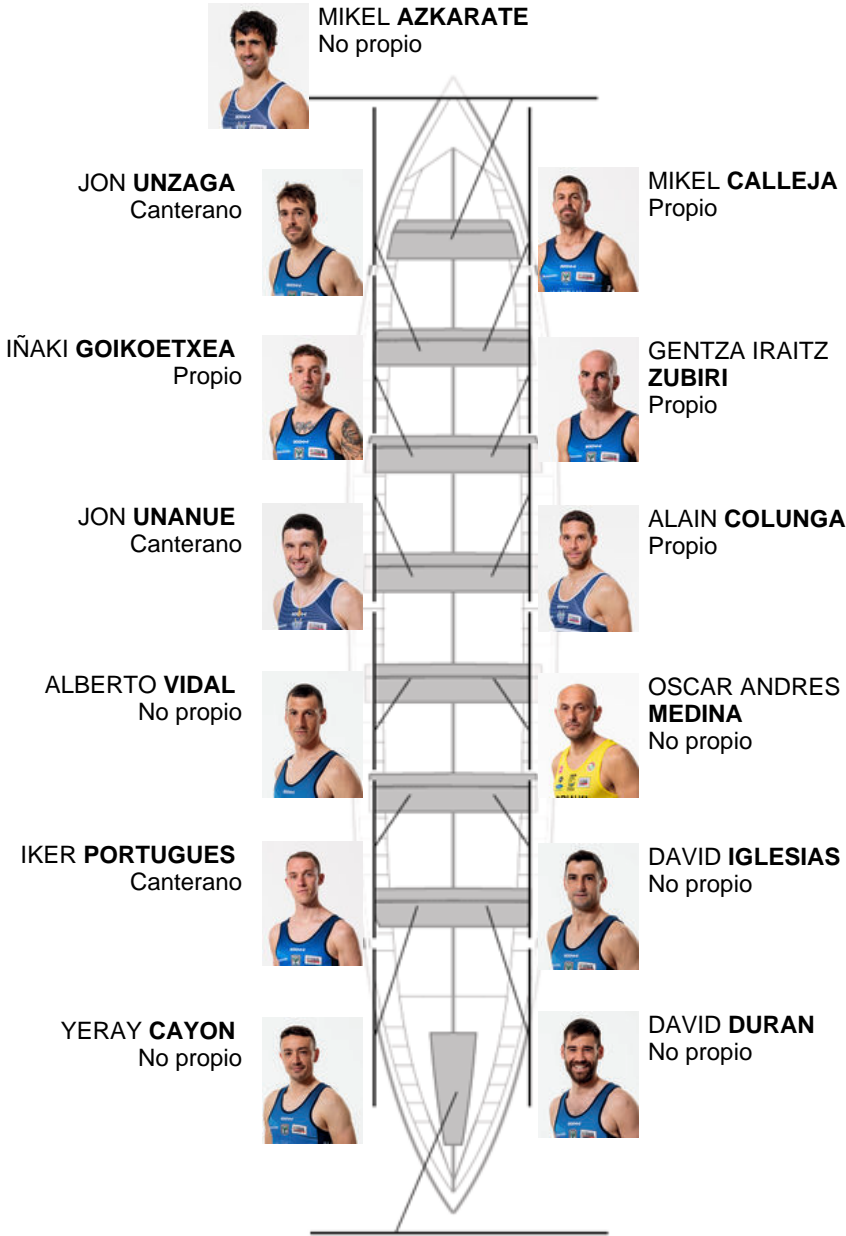 MIKEL AZKARATE
No propio
JON UNZAGA
Canterano
MIKEL CALLEJA
Propio
IÑAKI GOIKOETXEA
Propio
GENTZA IRAITZ
ZUBIRI
Propio
JON UNANUE
Canterano
ALAIN COLUNGA
Propio
ALBERTO VIDAL
No propio
OSCAR ANDRES
MEDINA
No propio
IKER PORTUGUES
Canterano
DAVID IGLESIAS
No propio
YERAY CAYON
No propio
DAVID DURAN
No propio